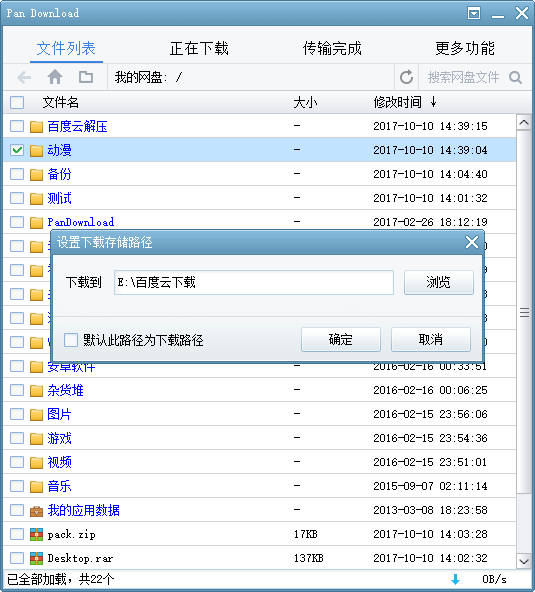 Pan Download
文件列表 正在下载 传输完成 更多功能
我的网盘: / 搜索网盘文件
文件名 大小 修改时间 ↓
百度云解压 - 2017-10-10 14:39:15
动漫 - 2017-10-10 14:39:04
备份 - 2017-10-10 14:04:40
测试 - 2017-10-10 14:01:32
PanDownload - 2017-02-26 18:12:19
设置下载存储路径
下载到 E:\百度云下载 浏览
默认此路径为下载路径 确定 取消
安卓软件 - 2016-02-16 00:33:51
杂货堆 - 2016-02-16 00:06:25
图片 - 2016-02-15 23:56:06
游戏 - 2016-02-15 23:54:36
视频 - 2016-02-15 23:51:01
音乐 - 2015-09-07 02:11:14
我的应用数据 - 2013-03-08 18:23:58
pack.zip 17KB 2017-10-10 14:03:28
Desktop.rar 137KB 2017-10-10 14:02:32
已全部加载，共22个 0B/s